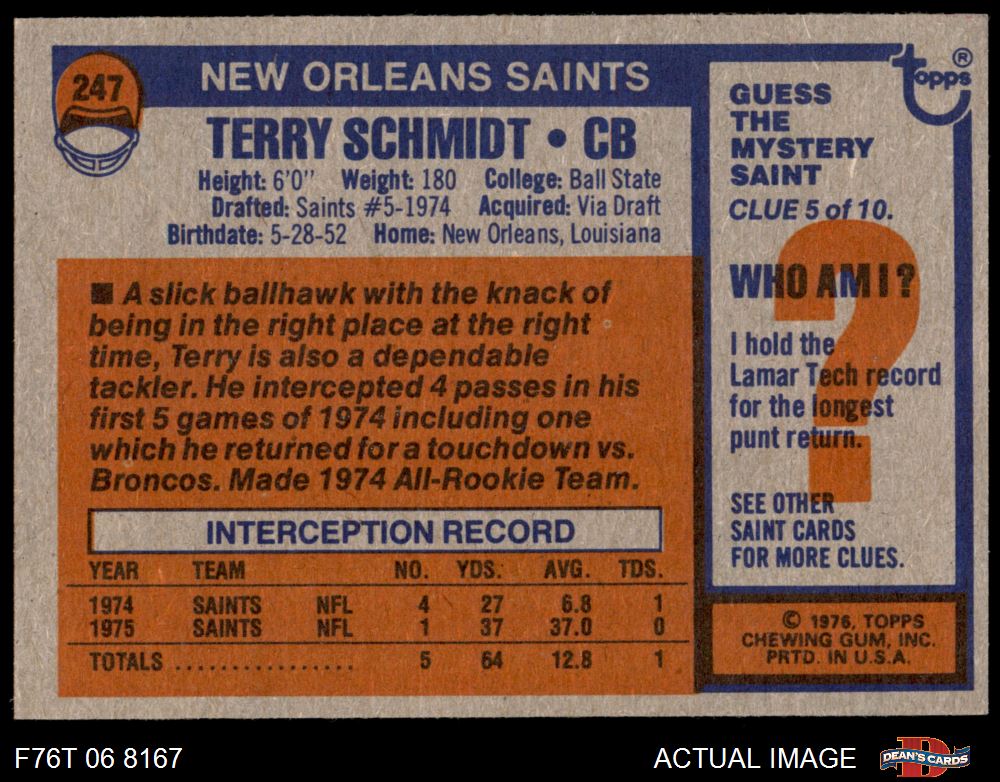 247
NEW ORLEANS SAINTS
TERRY SCHMIDT • CB
Height: 6'0" Weight: 180 College: Ball State
Drafted: Saints #5-1974 Acquired: Via Draft
Birthdate: 5-28-52 Home: New Orleans, Louisiana
■ A slick ballhawk with the knack of
being in the right place at the right
time, Terry is also a dependable
tackler. He intercepted 4 passes in his
first 5 games of 1974 including one
which he returned for a touchdown vs.
Broncos. Made 1974 All-Rookie Team.
INTERCEPTION RECORD
YEAR TEAM NO. YDS. AVG. TDS.
1974 SAINTS NFL 4 27 6.8 1
1975 SAINTS NFL 1 37 37.0 0
TOTALS ................ 5 64 12.8 1
topps ®
GUESS
THE
MYSTERY
SAINT
CLUE 5 of 10.
?
WHO AM I?
I hold the
Lamar Tech record
for the longest
punt return.
SEE OTHER
SAINT CARDS
FOR MORE CLUES.
© 1976, TOPPS
CHEWING GUM, INC.
PRTD. IN U.S.A.
F76T 06 8167
ACTUAL IMAGE
D
DEAN'S CARDS